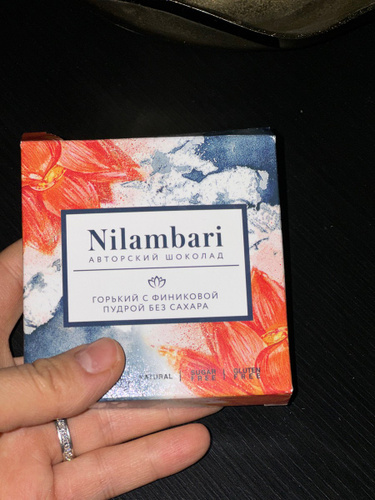 Nilambari
АВТОРСКИЙ ШОКОЛАД
ГОРЬКИЙ С ФИНИКОВОЙ
ПУДРОЙ БЕЗ САХАРА
NATURAL | SUGAR FREE | GLUTEN FREE